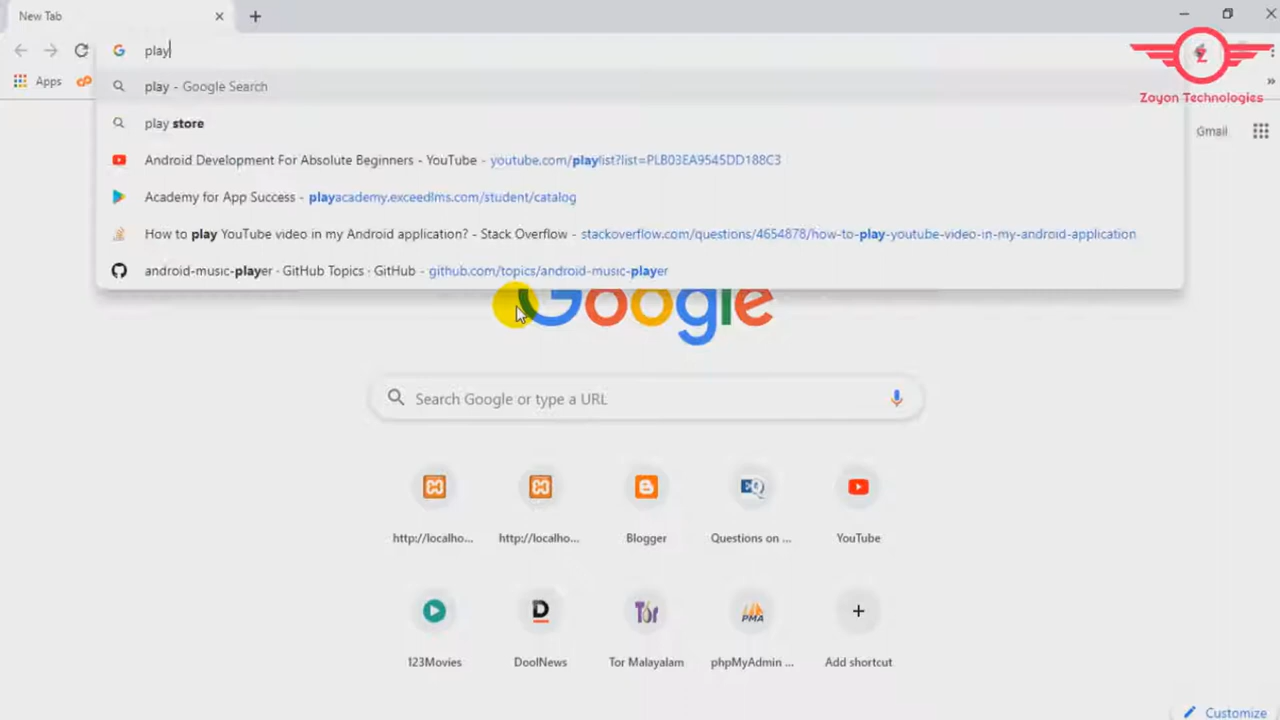 New Tab
play
Z
Zoyon Technologies
Apps
play - Google Search
play store
Android Development For Absolute Beginners - YouTube - youtube.com/playlist?list=PLB03EA9545DD188C3
Academy for App Success - playacademy.exceedlms.com/student/catalog
How to play YouTube video in my Android application? - Stack Overflow - stackoverflow.com/questions/4654878/how-to-play-youtube-video-in-my-android-application
android-music-player · GitHub Topics · GitHub - github.com/topics/android-music-player
Gmail
Google
Search Google or type a URL
http://localho...
http://localho...
Blogger
EQ
Questions on ...
YouTube
123Movies
D
DoolNews
Tor
Tor Malayalam
PMA
phpMyAdmin ...
Add shortcut
Customize